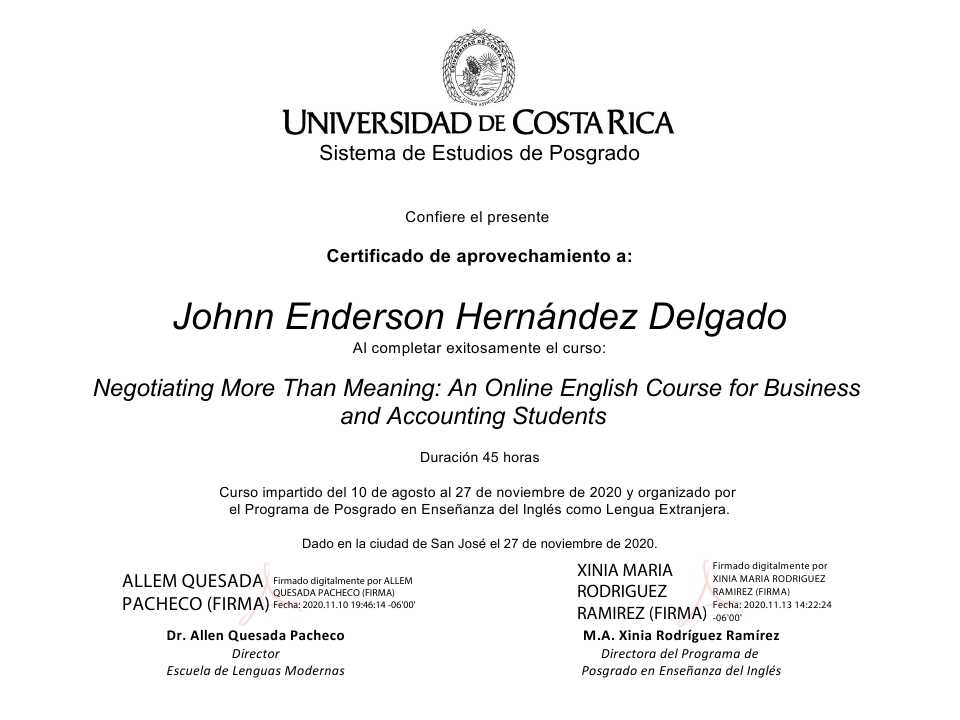 UNIVERSIDAD DE COSTA RICA
Sistema de Estudios de Posgrado
Confiere el presente
Certificado de aprovechamiento a:
Johnn Enderson Hernández Delgado
Al completar exitosamente el curso:
Negotiating More Than Meaning: An Online English Course for Business
and Accounting Students
Duración 45 horas
Curso impartido del 10 de agosto al 27 de noviembre de 2020 y organizado por
el Programa de Posgrado en Enseñanza del Inglés como Lengua Extranjera.
Dado en la ciudad de San José el 27 de noviembre de 2020.
ALLEM QUESADA
PACHECO (FIRMA)
Firmado digitalmente por ALLEM
QUESADA PACHECO (FIRMA)
Fecha: 2020.11.10 19:46:14 -06'00'
Dr. Allen Quesada Pacheco
Director
Escuela de Lenguas Modernas
XINIA MARIA
RODRIGUEZ
RAMIREZ (FIRMA)
Firmado digitalmente por
XINIA MARIA RODRIGUEZ
RAMIREZ (FIRMA)
Fecha: 2020.11.13 14:22:24
-06'00'
M.A. Xinia Rodríguez Ramírez
Directora del Programa de
Posgrado en Enseñanza del Inglés